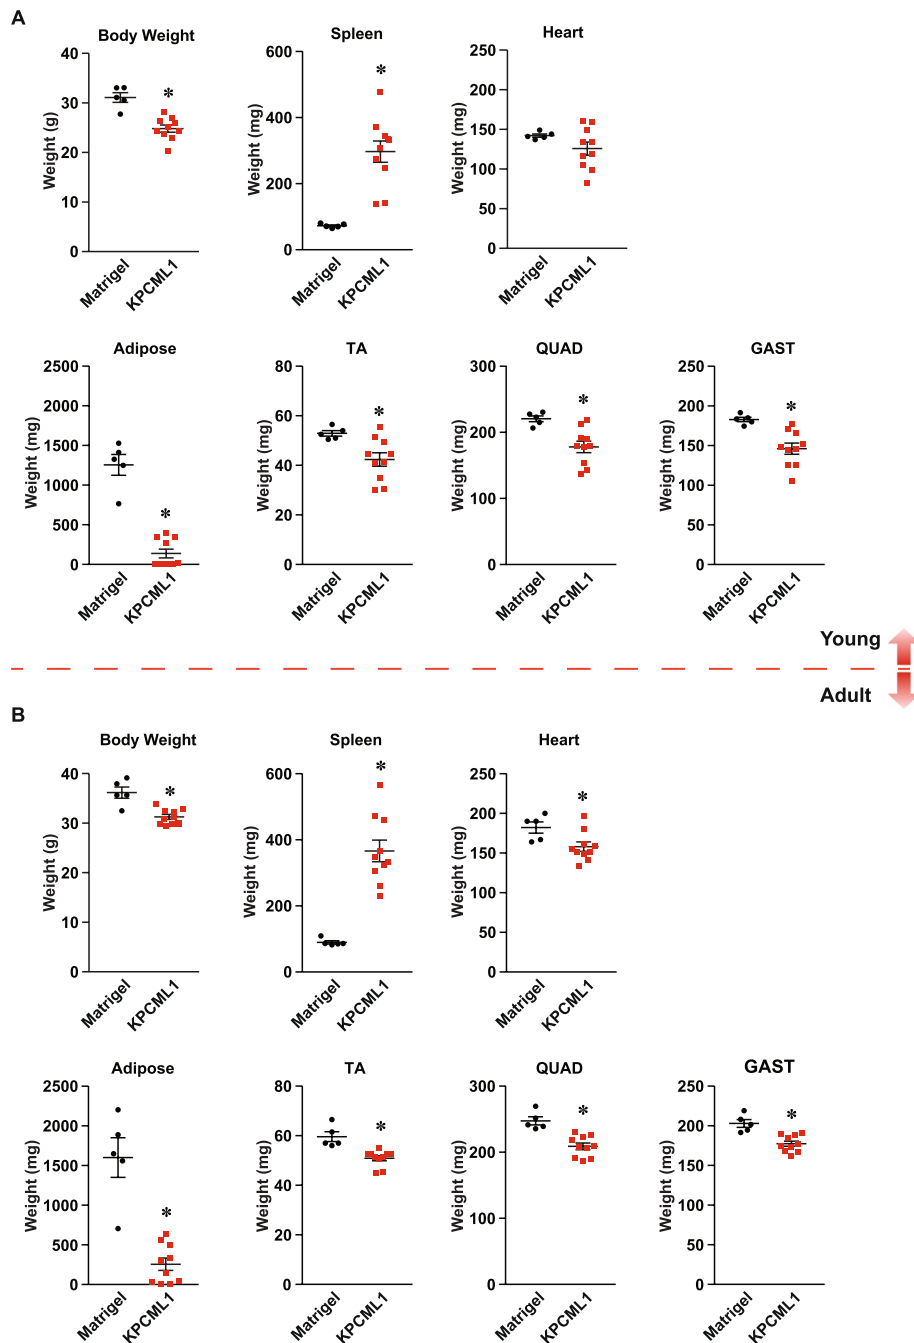 A
Body Weight
Spleen
Heart
Weight (g)
40
30
20
10
0
*
Matrigel
KPCML1
Weight (mg)
600
400
200
0
*
Matrigel
KPCML1
Weight (mg)
250
200
150
100
50
0
Matrigel
KPCML1
Adipose
TA
QUAD
GAST
Weight (mg)
2500
2000
1500
1000
500
0
*
Matrigel
KPCML1
Weight (mg)
80
60
40
20
0
*
Matrigel
KPCML1
Weight (mg)
300
200
100
0
*
Matrigel
KPCML1
Weight (mg)
250
200
150
100
50
0
*
Matrigel
KPCML1
Young
Adult
B
Body Weight
Spleen
Heart
Weight (g)
40
30
20
10
0
*
Matrigel
KPCML1
Weight (mg)
600
400
200
0
*
Matrigel
KPCML1
Weight (mg)
250
200
150
100
50
0
*
Matrigel
KPCML1
Adipose
TA
QUAD
GAST
Weight (mg)
2500
2000
1500
1000
500
0
*
Matrigel
KPCML1
Weight (mg)
80
60
40
20
0
*
Matrigel
KPCML1
Weight (mg)
300
200
100
0
*
Matrigel
KPCML1
Weight (mg)
250
200
150
100
50
0
*
Matrigel
KPCML1